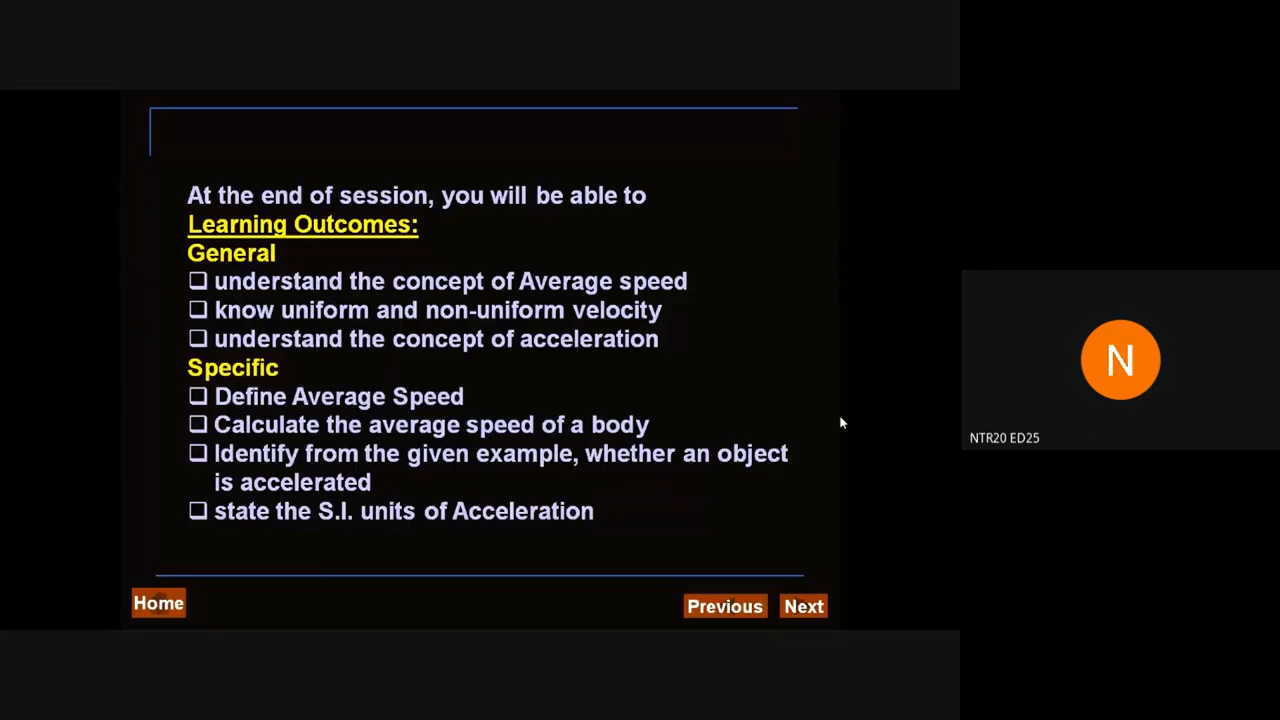 At the end of session, you will be able to
Learning Outcomes:
General
❑ understand the concept of Average speed
❑ know uniform and non-uniform velocity
❑ understand the concept of acceleration
Specific
❑ Define Average Speed
❑ Calculate the average speed of a body
❑ Identify from the given example, whether an object
is accelerated
❑ state the S.I. units of Acceleration
Home
Previous
Next
N
NTR20 ED25